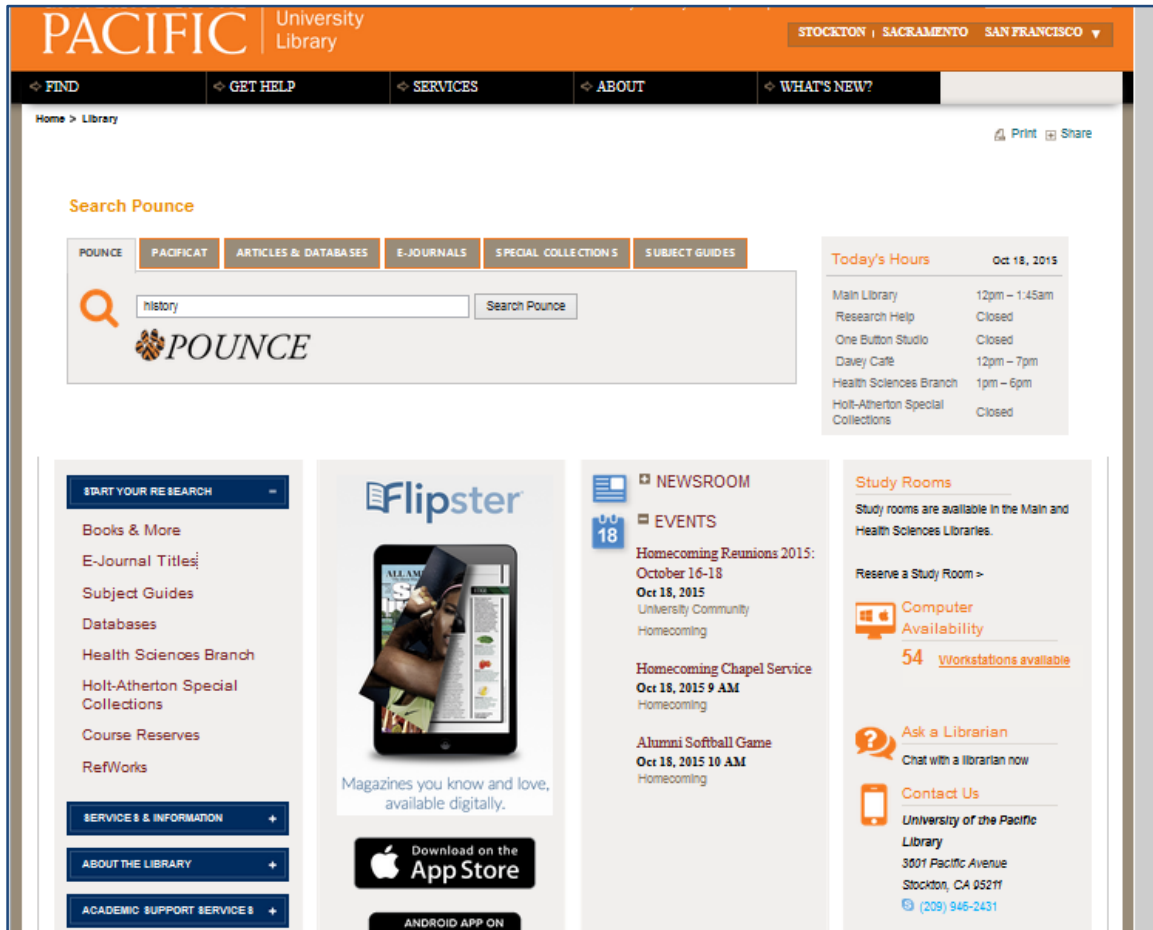 PACIFIC University Library
STOCKTON | SACRAMENTO SAN FRANCISCO
FIND GET HELP SERVICES ABOUT WHAT'S NEW?
Home > Library
Print Share
Search Pounce
POUNCE PACIFICAT ARTICLES & DATABASES E-JOURNALS SPECIAL COLLECTIONS SUBJECT GUIDES
history Search Pounce
POUNCE
Today's Hours Oct 18, 2015
Main Library 12pm – 1:45am
Research Help Closed
One Button Studio Closed
Davey Café 12pm – 7pm
Health Sciences Branch 1pm – 6pm
Holt-Atherton Special
Collections Closed
START YOUR RESEARCH –
Books & More
E-Journal Titles
Subject Guides
Databases
Health Sciences Branch
Holt-Atherton Special
Collections
Course Reserves
RefWorks
SERVICES & INFORMATION +
ABOUT THE LIBRARY +
ACADEMIC SUPPORT SERVICES +
Flipster
Magazines you know and love,
available digitally.
Download on the
App Store
ANDROID APP ON
NEWSROOM
18
EVENTS
Homecoming Reunions 2015:
October 16-18
Oct 18, 2015
University Community
Homecoming
Homecoming Chapel Service
Oct 18, 2015 9 AM
Homecoming
Alumni Softball Game
Oct 18, 2015 10 AM
Homecoming
Study Rooms
Study rooms are available in the Main and
Health Sciences Libraries.
Reserve a Study Room >
Computer
Availability
54 Workstations available
Ask a Librarian
Chat with a librarian now
Contact Us
University of the Pacific
Library
3601 Pacific Avenue
Stockton, CA 95211
(209) 946-2431